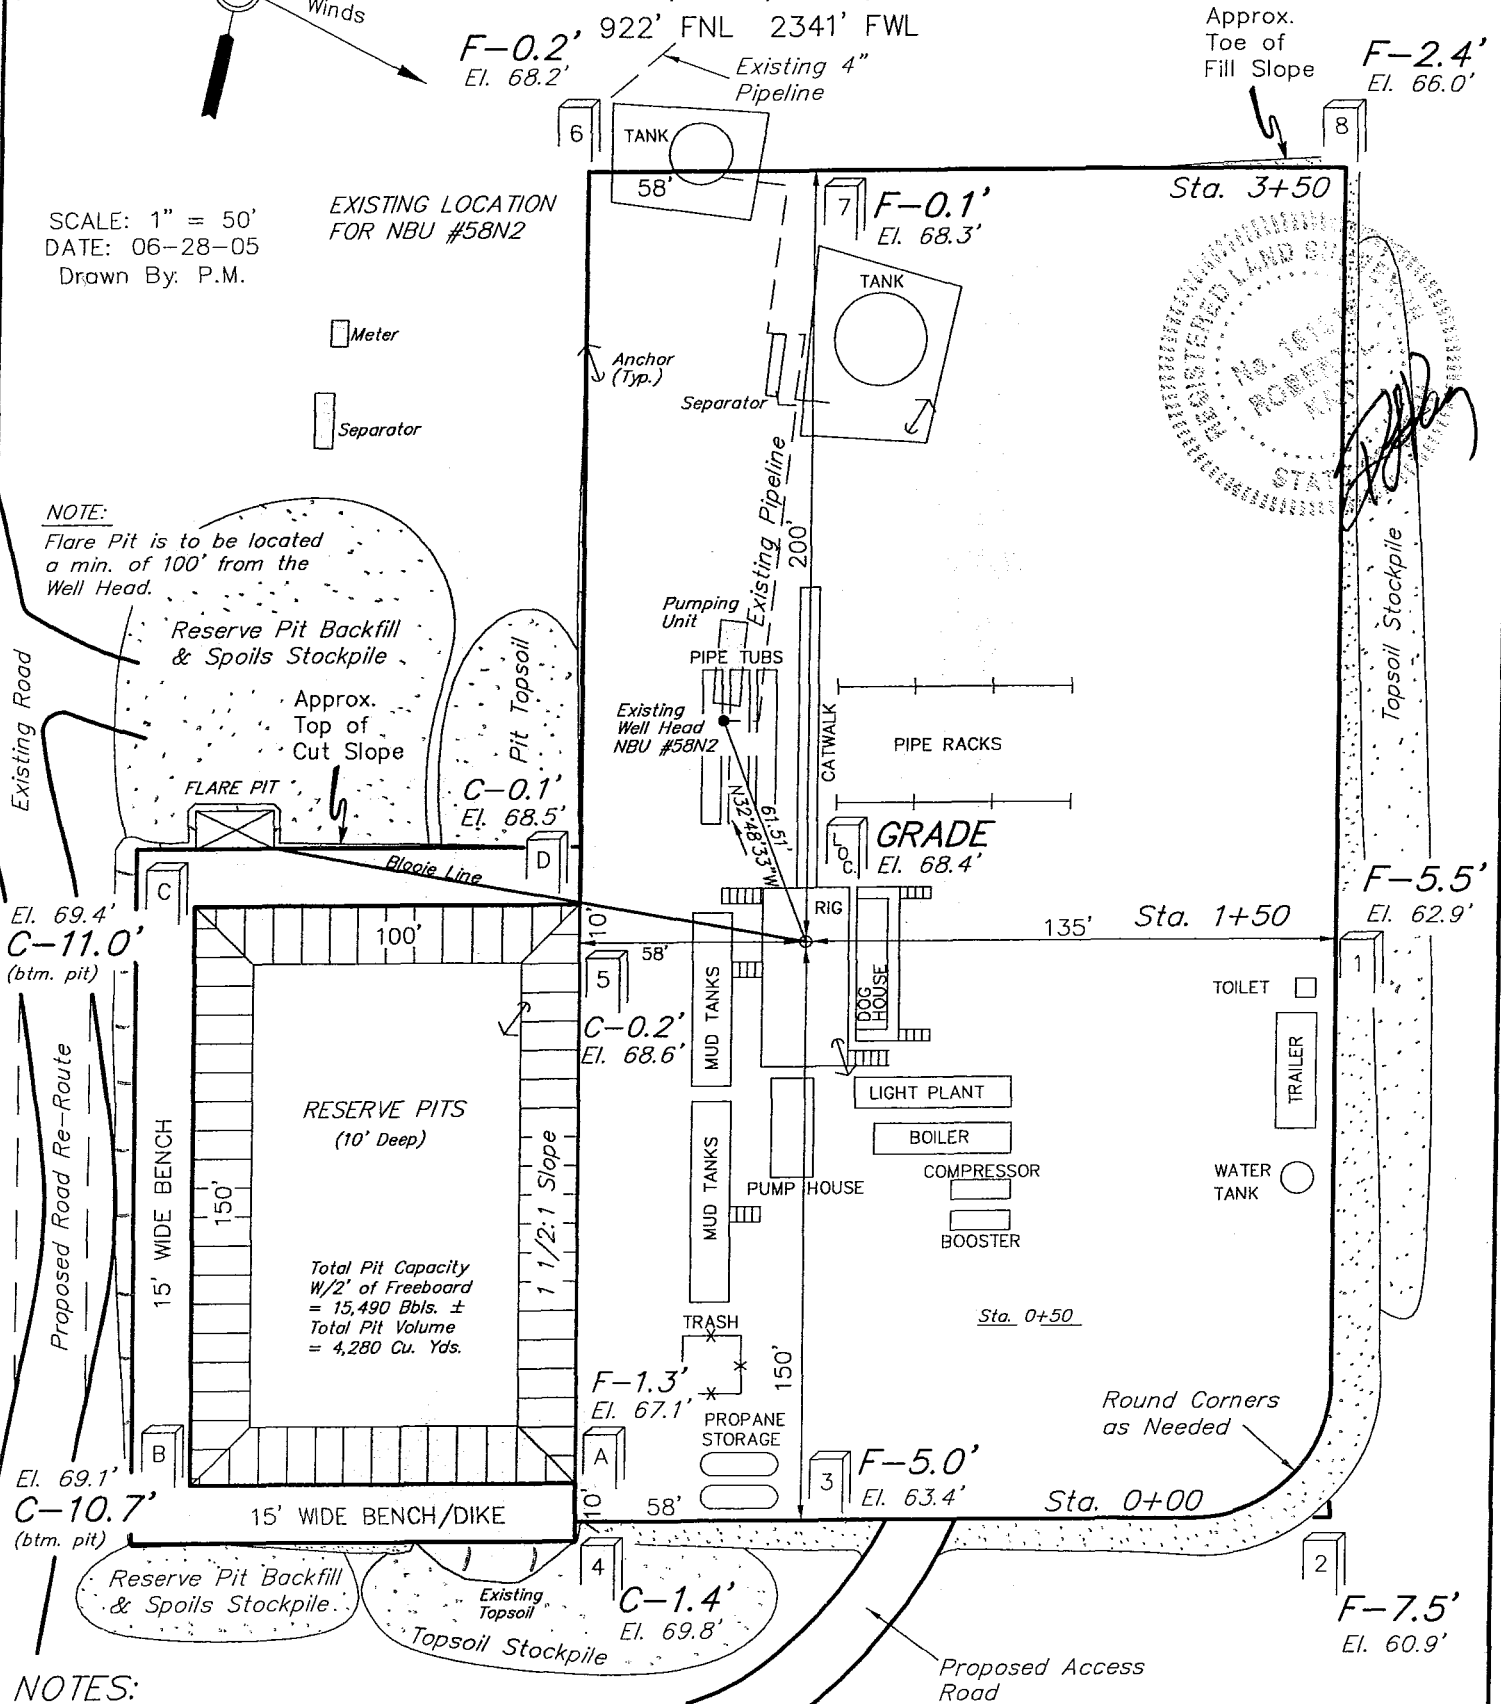 Winds
922' FNL 2341' FWL
F-0.2'
El. 68.2'
Existing 4"
Pipeline
Approx.
Toe of
Fill Slope
F-2.4'
El. 66.0'
6
TANK
8
58'
Sta. 3+50
SCALE: 1" = 50'
DATE: 06-28-05
Drawn By: P.M.
EXISTING LOCATION
FOR NBU #58N2
7
F-0.1'
El. 68.3'
TANK
REGISTERED LAND
No.
ROBERT
STAT
Meter
Anchor
(Typ.)
Separator
Separator
NOTE:
Flare Pit is to be located
a min. of 100' from the
Well Head.
Existing Pipeline
200'
Topsoil Stockpile
Reserve Pit Backfill
& Spoils Stockpile
Pit Topsoil
Pumping
Unit
PIPE TUBS
Existing Road
Approx.
Top of
Cut Slope
Existing
Well Head
NBU #58N2
CATWALK
PIPE RACKS
FLARE PIT
C-0.1'
El. 68.5'
N32°48'33"W
61.51'
LOC.
GRADE
El. 68.4'
D
Blooie Line
C
F-5.5'
El. 62.9'
El. 69.4'
C-11.0'
(btm. pit)
RIG
100'
10'
58'
135'
Sta. 1+50
1
5
C-0.2'
El. 68.6'
MUD TANKS
DOG
HOUSE
TOILET
TRAILER
Proposed Road Re-Route
15' WIDE BENCH
RESERVE PITS
(10' Deep)
1 1/2:1 Slope
LIGHT PLANT
BOILER
COMPRESSOR
BOOSTER
PUMP HOUSE
MUD TANKS
WATER
TANK
150'
Total Pit Capacity
W/2' of Freeboard
= 15,490 Bbls. ±
Total Pit Volume
= 4,280 Cu. Yds.
Sta. 0+50
TRASH
150'
F-1.3'
El. 67.1'
PROPANE
STORAGE
Round Corners
as Needed
B
A
El. 69.1'
C-10.7'
(btm. pit)
3
F-5.0'
El. 63.4'
15' WIDE BENCH/DIKE
10'
58'
Sta. 0+00
4
2
Reserve Pit Backfill
& Spoils Stockpile
Existing
Topsoil
C-1.4'
El. 69.8'
Topsoil Stockpile
F-7.5'
El. 60.9'
NOTES:
Proposed Access
Road